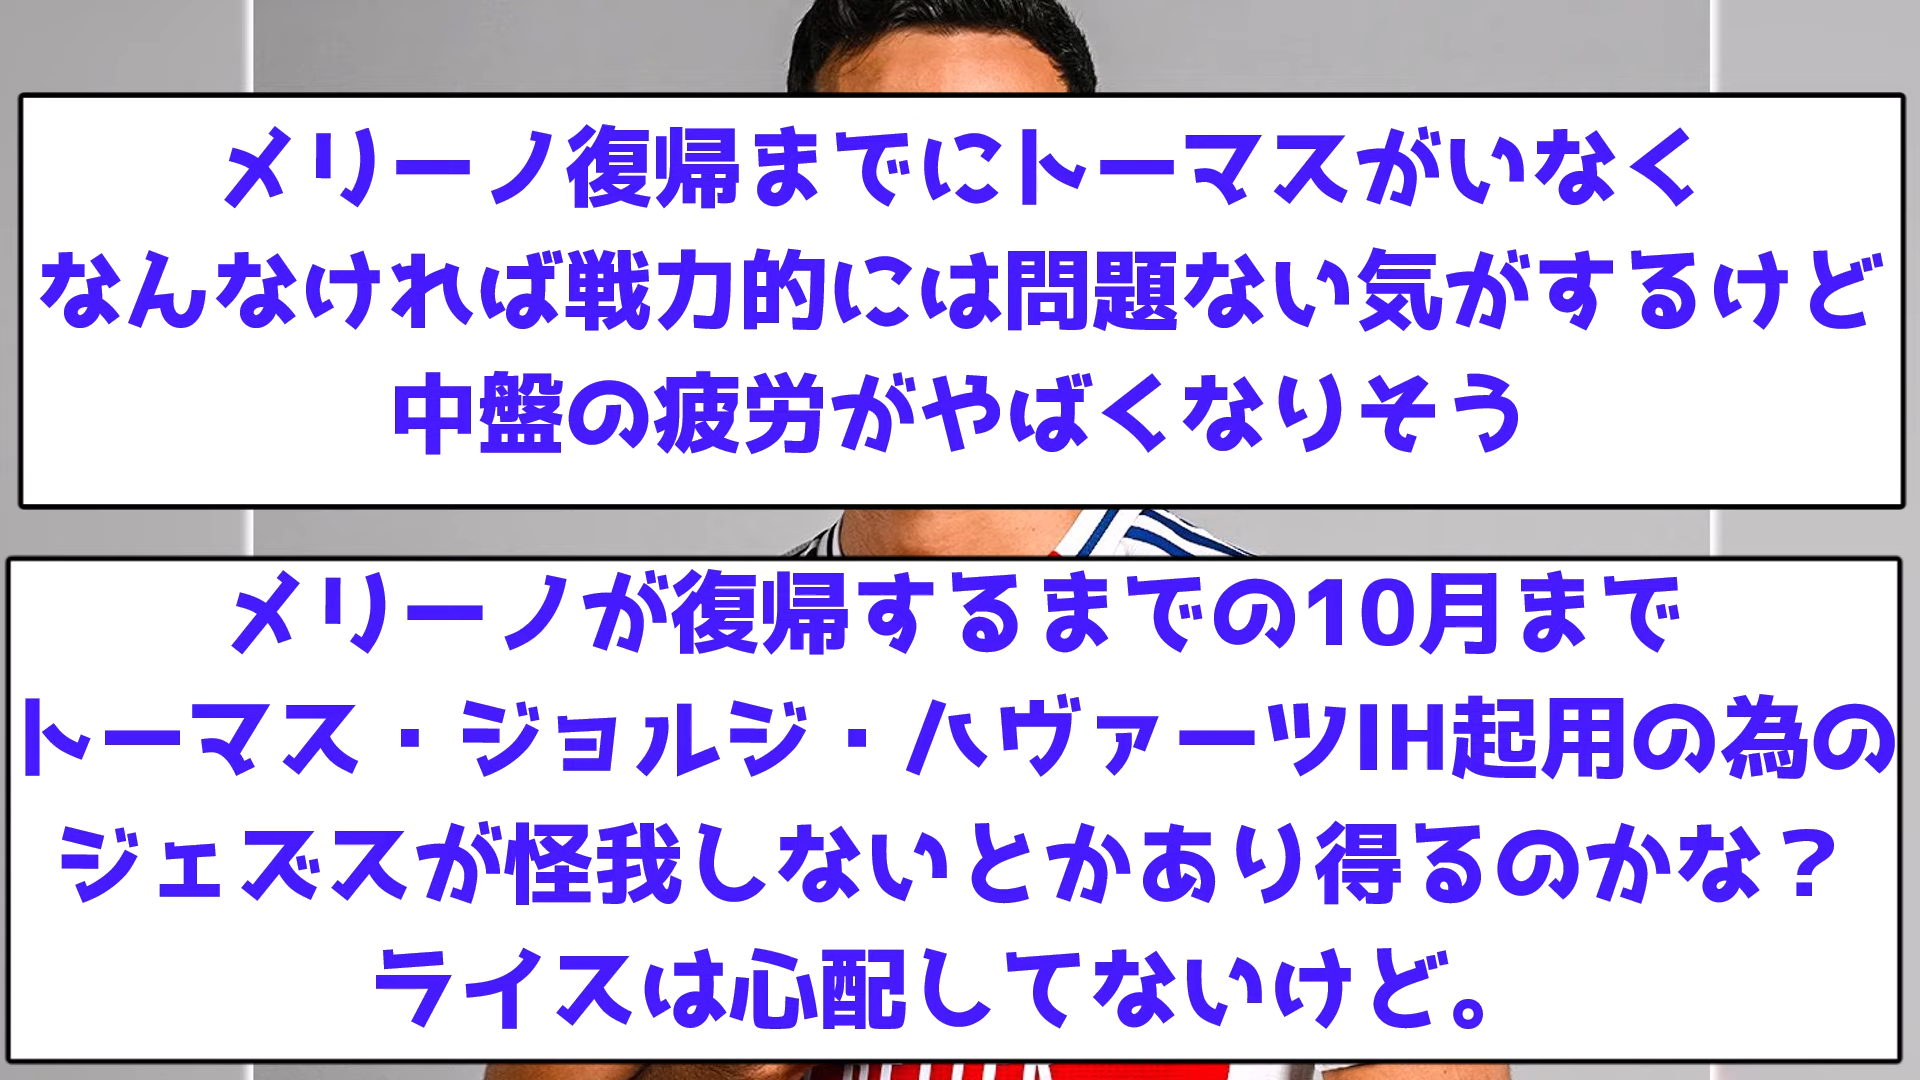 メリーノ復帰までにトーマスがいなく
なんなければ戦力的には問題ない気がするけど
中盤の疲労がやばくなりそう
メリーノが復帰するまでの10月まで
トーマス・ジョルジ・ハヴァーツIH起用の為の
ジェズスが怪我しないとかあり得るのかな？
ライスは心配してないけど。